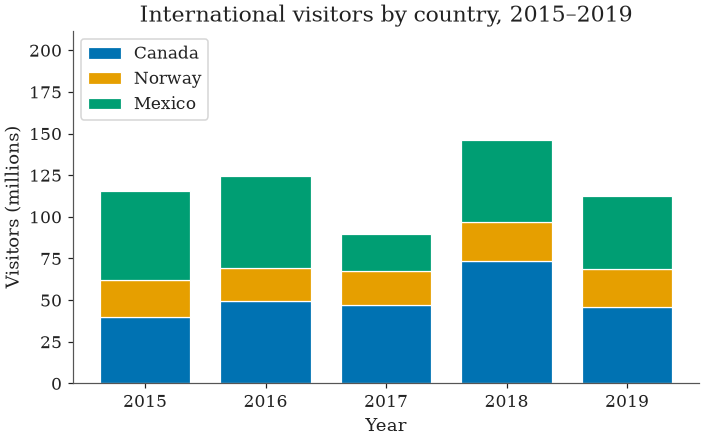 International visitors by country, 2015–2019
Canada
Norway
Mexico
Visitors (millions)
200
175
150
125
100
75
50
25
0
2015 2016 2017 2018 2019
Year